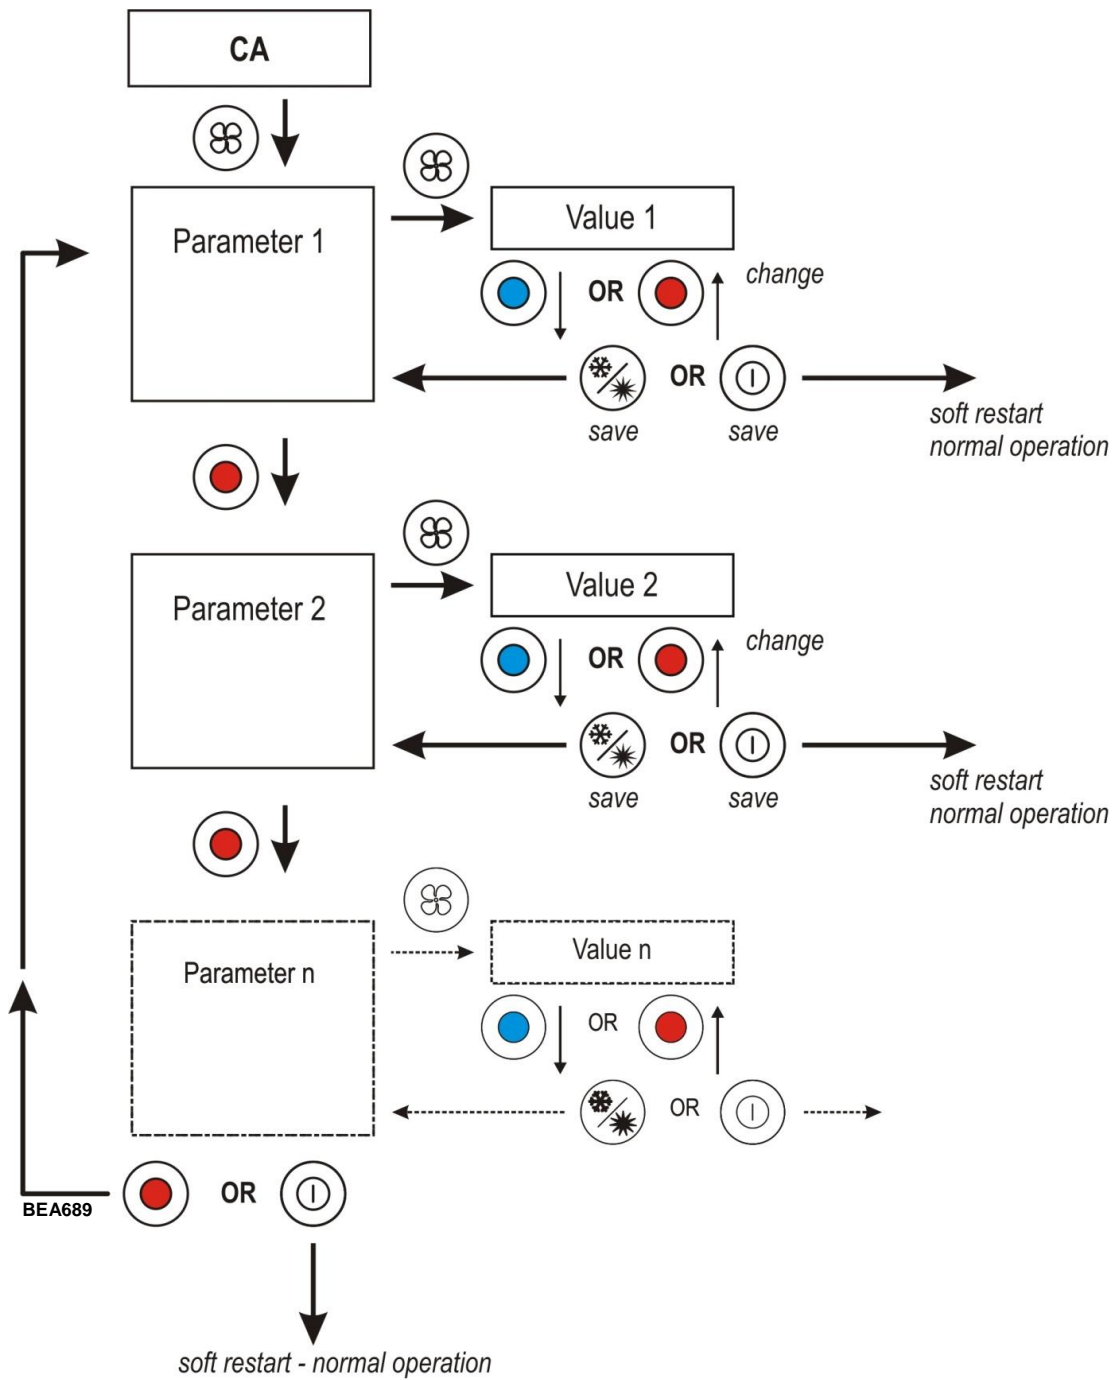 CA
Parameter 1
Value 1
OR
change
OR
save
save
soft restart
normal operation
Parameter 2
Value 2
OR
change
OR
save
save
soft restart
normal operation
Parameter n
Value n
OR
OR
OR
BEA689
soft restart - normal operation